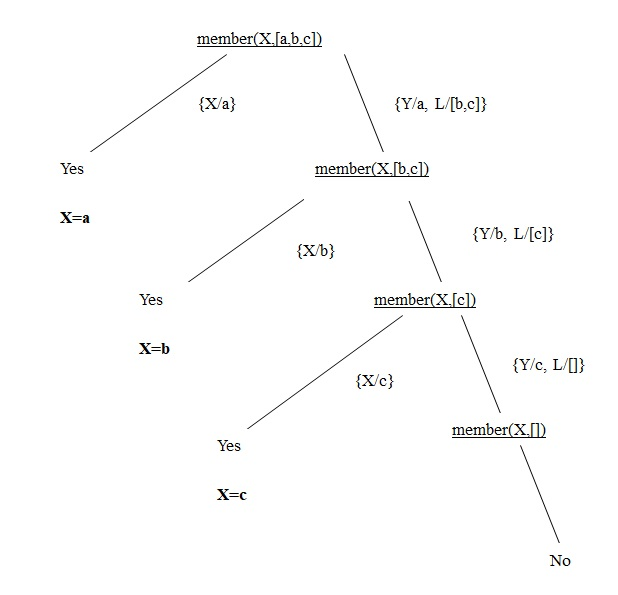 member(X,[a,b,c])
{X/a}
{Y/a, L/[b,c]}
Yes
member(X,[b,c])
X=a
{X/b}
{Y/b, L/[c]}
Yes
member(X,[c])
X=b
{X/c}
{Y/c, L/[]}
Yes
member(X,[])
X=c
No